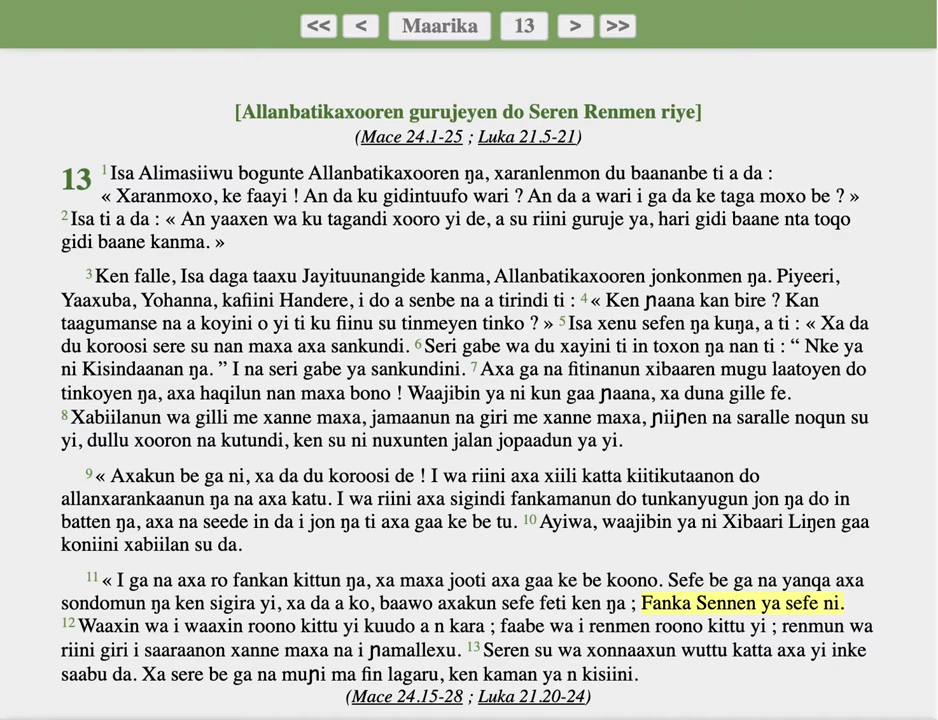 << < Maarika 13 > >>
[Allanbatikaxooren gurujeyen do Seren Renmen riye]
(Mace 24.1-25 ; Luka 21.5-21)
13 1 Isa Alimasiiwu bogunte Allanbatikaxooren ŋa, xaranlenmon du baananbe ti a da :
« Xaranmoxo, ke faayi ! An da ku gidintuufo wari ? An da a wari i ga da ke taga moxo be ? »
2 Isa ti a da : « An yaaxen wa ku tagandi xooro yi de, a su riini guruje ya, hari gidi baane nta toqo
gidi baane kanma. »
3 Ken falle, Isa daga taaxu Jayituunangide kanma, Allanbatikaxooren jonkonmen ŋa. Piyeeri,
Yaaxuba, Yohanna, kafiini Handere, i do a senbe na a tirindi ti : 4 « Ken ɲaana kan bire ? Kan
taagumanse na a koyini o yi ti ku fiinu su tinmeyen tinko ? » 5 Isa xenu sefen ŋa kuŋa, a ti : « Xa da
du koroosi sere su nan maxa axa sankundi. 6 Seri gabe wa du xayini ti in toxon ŋa nan ti : “ Nke ya
ni Kisindaanan ŋa. ” I na seri gabe ya sankundini. 7 Axa ga na fitinanun xibaaren mugu laatoyen do
tinkoyen ŋa, axa haqilun nan maxa bono ! Waajibin ya ni kun gaa ɲaana, xa duna gille fe.
8 Xabiilanun wa gilli me xanne maxa, jamaanun na giri me xanne maxa, ɲiiɲen na saralle noqun su
yi, dullu xooron na kutundi, ken su ni nuxunten jalan jopaadun ya yi.
9 « Axakun be ga ni, xa da du koroosi de ! I wa riini axa xiili katta kiitikutaanon do
allanxarankaanun ŋa na axa katu. I wa riini axa sigindi fankamanun do tunkanyugun jon ŋa do in
batten ŋa, axa na seede in da i jon ŋa ti axa gaa ke be tu. 10 Ayiwa, waajibin ya ni Xibaari Liŋen gaa
koniini xabiilan su da.
11 « I ga na axa ro fankan kittun ŋa, xa maxa jooti axa gaa ke be koono. Sefe be ga na yanqa axa
sondomun ŋa ken sigira yi, xa da a ko, baawo axakun sefe feti ken ŋa ; Fanka Sennen ya sefe ni.
12 Waaxin wa i waaxin roono kittu yi kuudo a n kara ; faabe wa i renmen roono kittu yi ; renmun wa
riini giri i saaraanon xanne maxa na i ɲamallexu. 13 Seren su wa xonnaaxun wuttu katta axa yi inke
saabu da. Xa sere be ga na muɲi ma fin lagaru, ken kaman ya n kisiini.
(Mace 24.15-28 ; Luka 21.20-24)